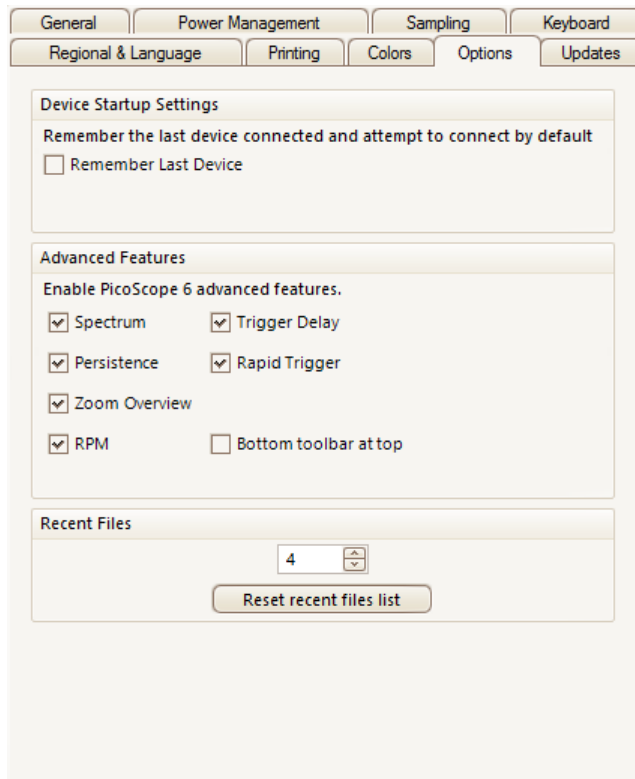 General Power Management Sampling Keyboard
Regional & Language Printing Colors Options Updates
Device Startup Settings
Remember the last device connected and attempt to connect by default
Remember Last Device
Advanced Features
Enable PicoScope 6 advanced features.
Spectrum Trigger Delay
Persistence Rapid Trigger
Zoom Overview
RPM Bottom toolbar at top
Recent Files
4
Reset recent files list